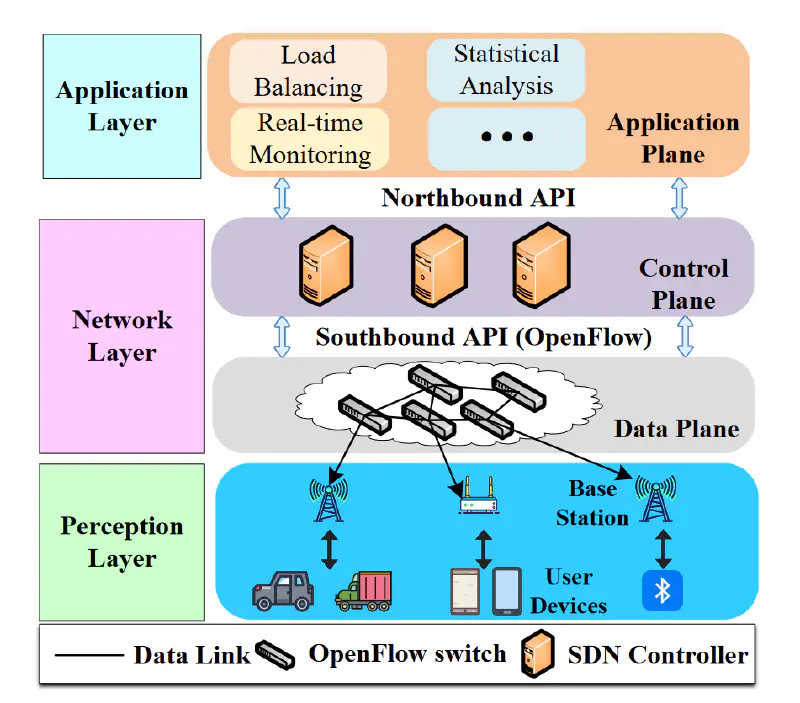 Application
Layer
Load
Balancing
Statistical
Analysis
Real-time
Monitoring
•••
Application
Plane
Northbound API
Network
Layer
Control
Plane
Southbound API (OpenFlow)
Data Plane
Perception
Layer
Base
Station
User
Devices
Data Link
OpenFlow switch
SDN Controller